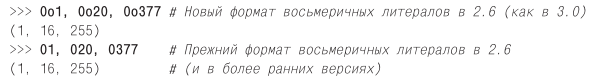 >>> 0o1, 0o20, 0o377 # Новый формат восьмеричных литералов в 2.6 (как в 3.0)
(1, 16, 255)
>>> 01, 020, 0377 # Прежний формат восьмеричных литералов в 2.6
(1, 16, 255) # (и в более ранних версиях)